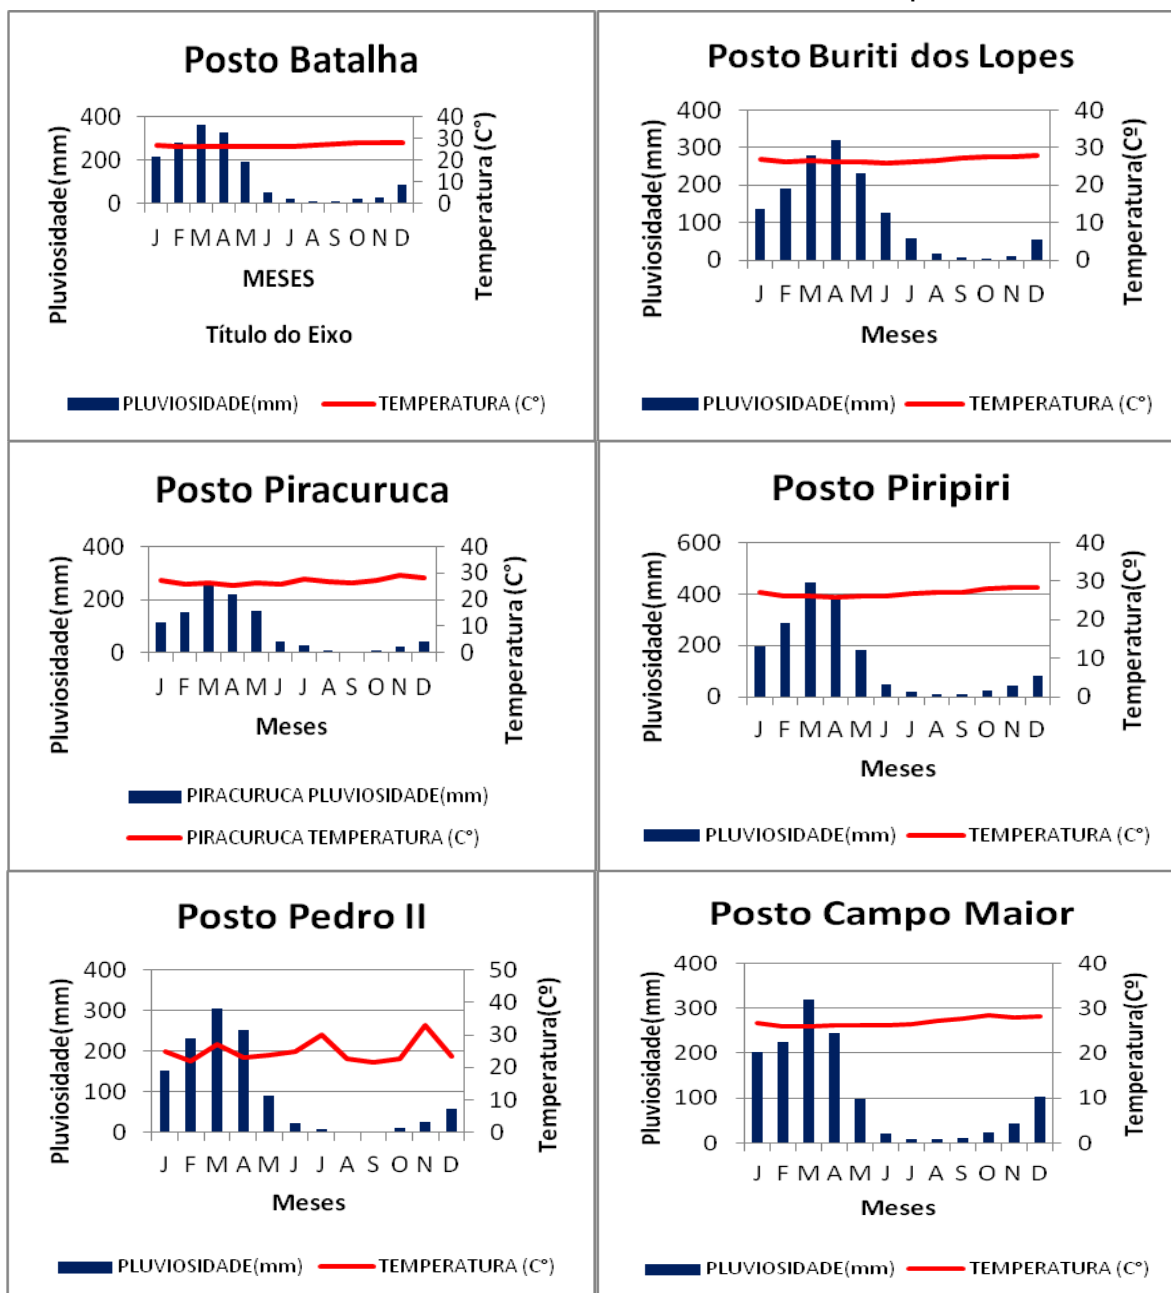 Posto Batalha
Pluviosidade(mm)
400
200
0
40
30
20
10
0
Temperatura (C°)
J F M A M J J A S O N D
MESES
Título do Eixo
PLUVIOSIDADE(mm) TEMPERATURA (C°)
Posto Buriti dos Lopes
Pluviosidade(mm)
400
300
200
100
0
40
30
20
10
0
Temperatura(Cº)
J F M A M J J A S O N D
Meses
PLUVIOSIDADE(mm) TEMPERATURA (C°)
Posto Piracuruca
Pluviosidade(mm)
400
200
0
40
30
20
10
0
Temperatura (C°)
J F M A M J J A S O N D
Meses
PIRACURUCA PLUVIOSIDADE(mm)
PIRACURUCA TEMPERATURA (C°)
Posto Piripiri
Pluviosidade(mm)
600
400
200
0
40
30
20
10
0
Temperatura(Cº)
J F M A M J J A S O N D
Meses
PLUVIOSIDADE(mm) TEMPERATURA (C°)
Posto Pedro II
Pluviosidade(mm)
400
300
200
100
0
50
40
30
20
10
0
Temperatura(Cº)
J F M A M J J A S O N D
Meses
PLUVIOSIDADE(mm) TEMPERATURA (C°)
Posto Campo Maior
Pluviosidade(mm)
400
300
200
100
0
40
30
20
10
0
Temperatura(Cº)
J F M A M J J A S O N D
Meses
PLUVIOSIDADE(mm) TEMPERATURA (C°)